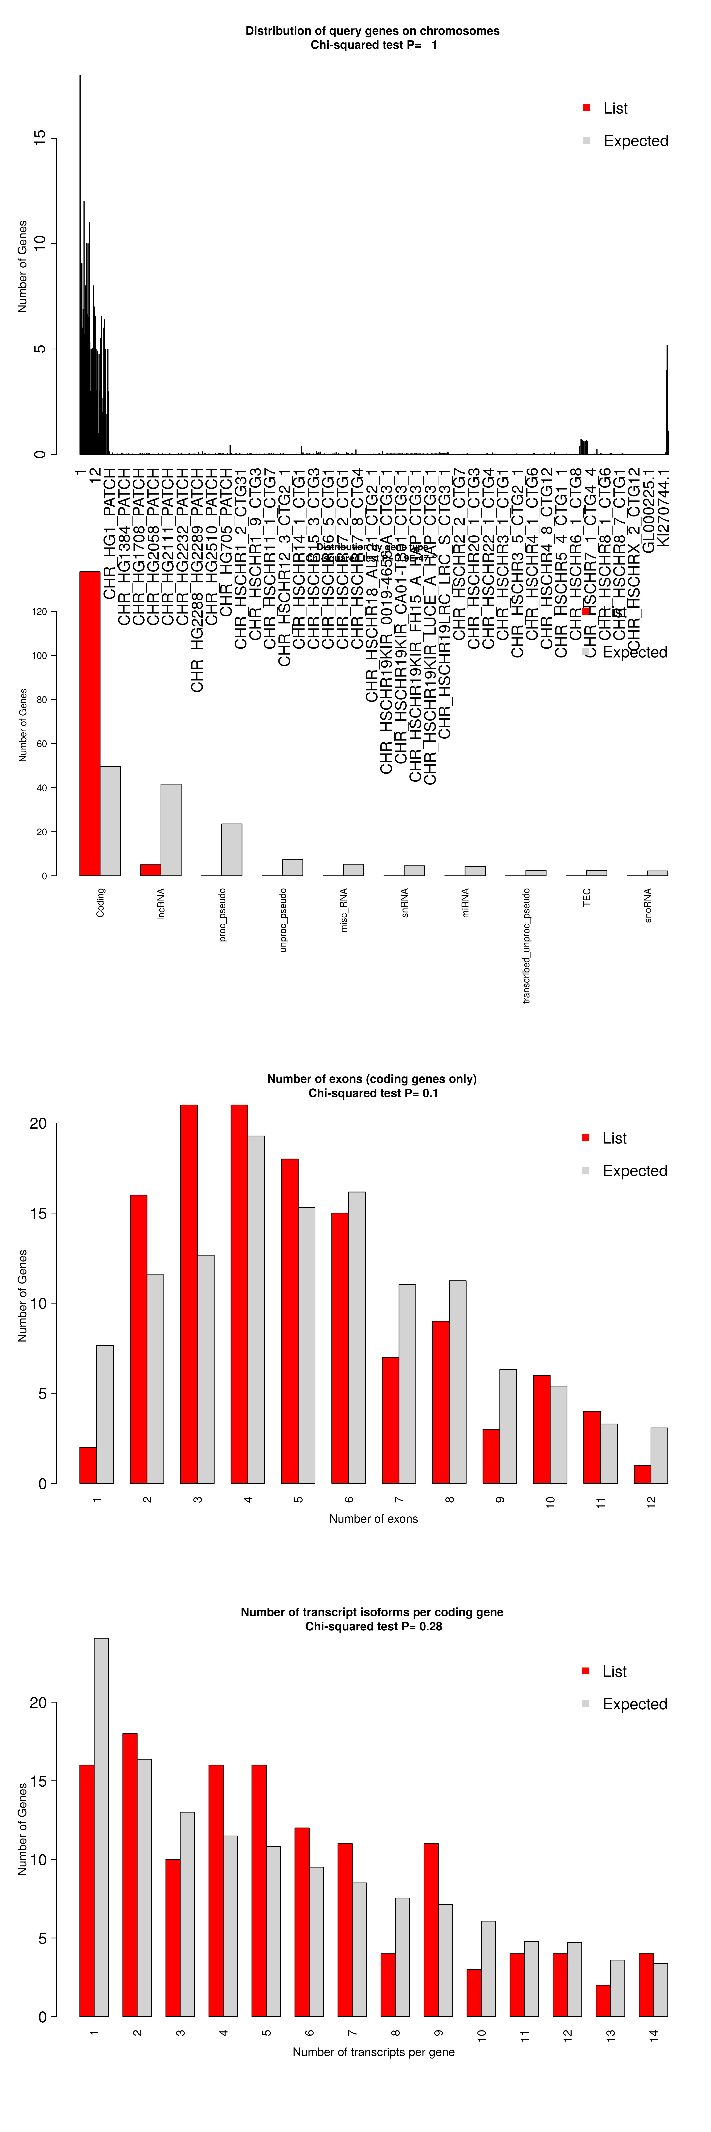 Distribution of query genes on chromosomes
Chi-squared test P= 1
List
Expected
Number of Genes
0
5
10
15
1
12
CHR_HG1_PATCH
CHR_HG1384_PATCH
CHR_HG1708_PATCH
CHR_HG2058_PATCH
CHR_HG2111_PATCH
CHR_HG2232_PATCH
CHR_HG2288_HG2289_PATCH
CHR_HG2510_PATCH
CHR_HG705_PATCH
CHR_HSCHR1_2_CTG31
CHR_HSCHR1_9_CTG3
CHR_HSCHR11_1_CTG7
CHR_HSCHR12_3_CTG2_1
CHR_HSCHR14_1_CTG1
CHR_HSCHR15_3_CTG3
CHR_HSCHR16_5_CTG1
CHR_HSCHR17_2_CTG1
CHR_HSCHR17_8_CTG4
CHR_HSCHR2_2_CTG7
CHR_HSCHR20_1_CTG3
CHR_HSCHR22_1_CTG4
CHR_HSCHR3_1_CTG1
CHR_HSCHR3_5_CTG2_1
CHR_HSCHR4_1_CTG6
CHR_HSCHR4_8_CTG12
CHR_HSCHR5_4_CTG1_1
CHR_HSCHR6_1_CTG8
CHR_HSCHR7_1_CTG4_4
CHR_HSCHR8_1_CTG6
CHR_HSCHR8_7_CTG1
CHR_HSCHRX_2_CTG12
GL000225.1
KI270744.1
Expected
Number of Genes
0
20
40
60
80
100
120
Coding
lncRNA
proc_pseudo
unproc_pseudo
misc_RNA
snRNA
miRNA
transcribed_unproc_pseudo
TEC
snoRNA
Number of exons (coding genes only)
Chi-squared test P= 0.1
List
Expected
Number of Genes
0
5
10
15
20
1
2
3
4
5
6
7
8
9
10
11
12
Number of exons
Number of transcript isoforms per coding gene
Chi-squared test P= 0.28
List
Expected
Number of Genes
0
5
10
15
20
1
2
3
4
5
6
7
8
9
10
11
12
13
14
Number of transcripts per gene